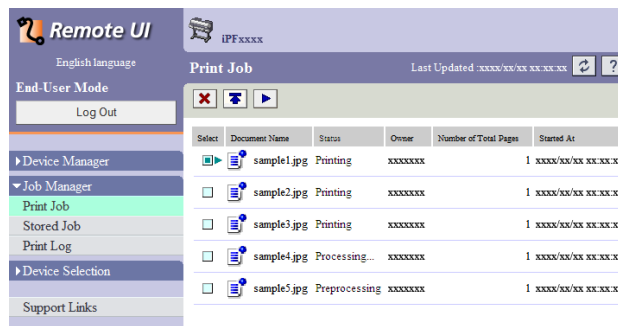 Remote UI
iPFxxxx
English language
Print Job
Last Updated :xxxx/xx/xx xx:xx:xx
?
End-User Mode
Log Out
Select Document Name Status Owner Number of Total Pages Started At
Device Manager
sample1.jpg Printing xxxxxxx 1 xxxx/xx/xx xx:xx:x
Job Manager
Print Job
sample2.jpg Printing xxxxxxx 1 xxxx/xx/xx xx:xx:x
Stored Job
sample3.jpg Printing xxxxxxx 1 xxxx/xx/xx xx:xx:x
Print Log
sample4.jpg Processing... xxxxxxx 1 xxxx/xx/xx xx:xx:x
Device Selection
sample5.jpg Preprocessing xxxxxxx 1 xxxx/xx/xx xx:xx:x
Support Links